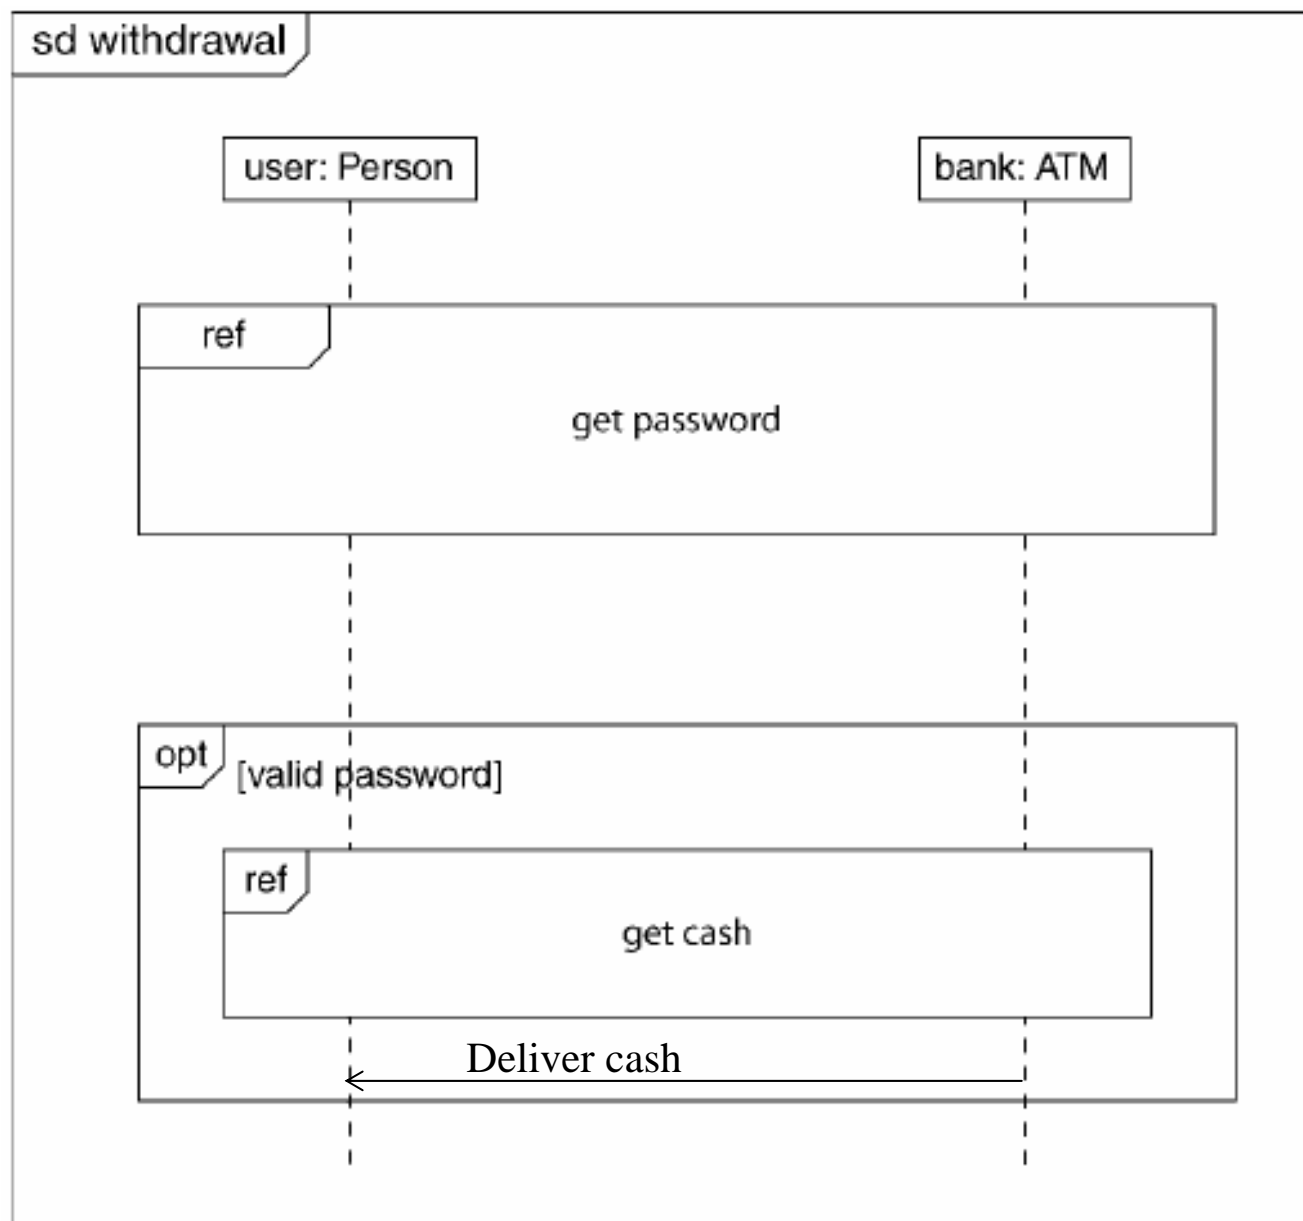 sd withdrawal
user: Person
bank: ATM
ref
get password
opt
[valid password]
ref
get cash
Deliver cash